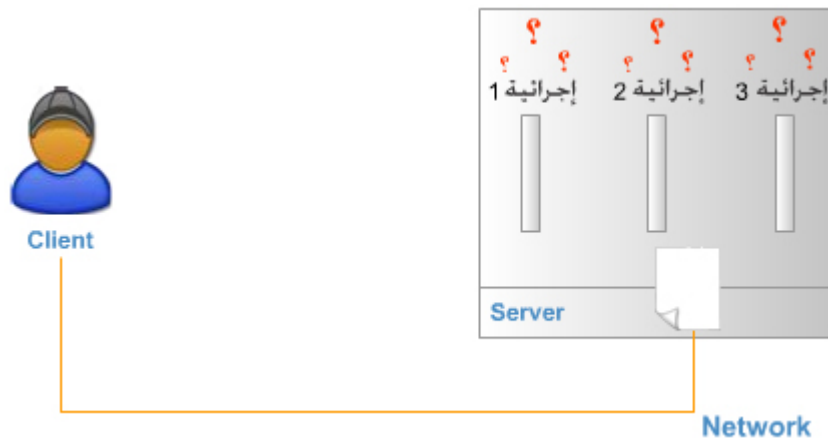 ؟ ؟ ؟
؟ ؟ ؟ ؟ ؟ ؟
إجرائية 1 إجرائية 2 إجرائية 3
Client
Server
Network